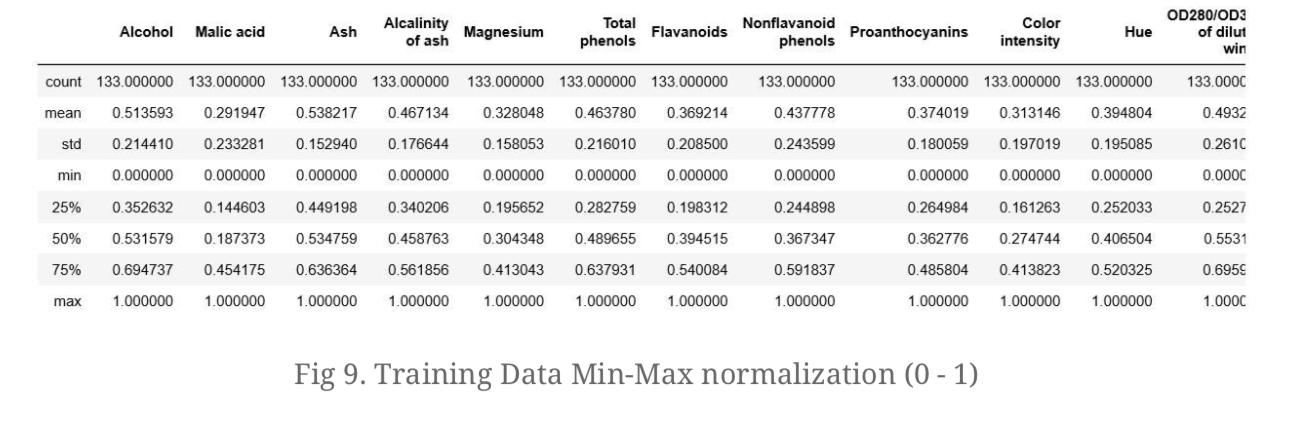 Alcohol Malic acid Ash Alcalinity of ash Magnesium Total phenols Flavanoids Nonflavanoid phenols Proanthocyanins Color intensity Hue OD280/OD3 of dilut win
count 133.000000 133.000000 133.000000 133.000000 133.000000 133.000000 133.000000 133.000000 133.000000 133.000000 133.000000 133.0000
mean 0.513593 0.291947 0.538217 0.467134 0.328048 0.463780 0.369214 0.437778 0.374019 0.313146 0.394804 0.4932
std 0.214410 0.233281 0.152940 0.176644 0.158053 0.216010 0.208500 0.243599 0.180059 0.197019 0.195085 0.2610
min 0.000000 0.000000 0.000000 0.000000 0.000000 0.000000 0.000000 0.000000 0.000000 0.000000 0.000000 0.0000
25% 0.352632 0.144603 0.449198 0.340206 0.195652 0.282759 0.198312 0.244898 0.264984 0.161263 0.252033 0.2527
50% 0.531579 0.187373 0.534759 0.458763 0.304348 0.489655 0.394515 0.367347 0.362776 0.274744 0.406504 0.5531
75% 0.694737 0.454175 0.636364 0.561856 0.413043 0.637931 0.540084 0.591837 0.485804 0.413823 0.520325 0.6959
max 1.000000 1.000000 1.000000 1.000000 1.000000 1.000000 1.000000 1.000000 1.000000 1.000000 1.000000 1.0000
Fig 9. Training Data Min-Max normalization (0 - 1)